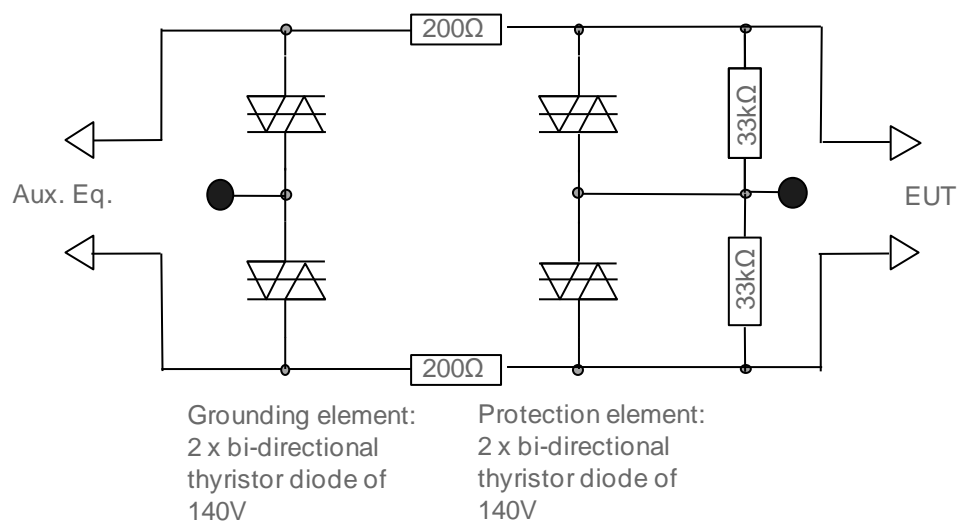 200Ω
33kΩ
Aux. Eq.
EUT
33kΩ
200Ω
Grounding element:
2 x bi-directional
thyristor diode of
140V
Protection element:
2 x bi-directional
thyristor diode of
140V